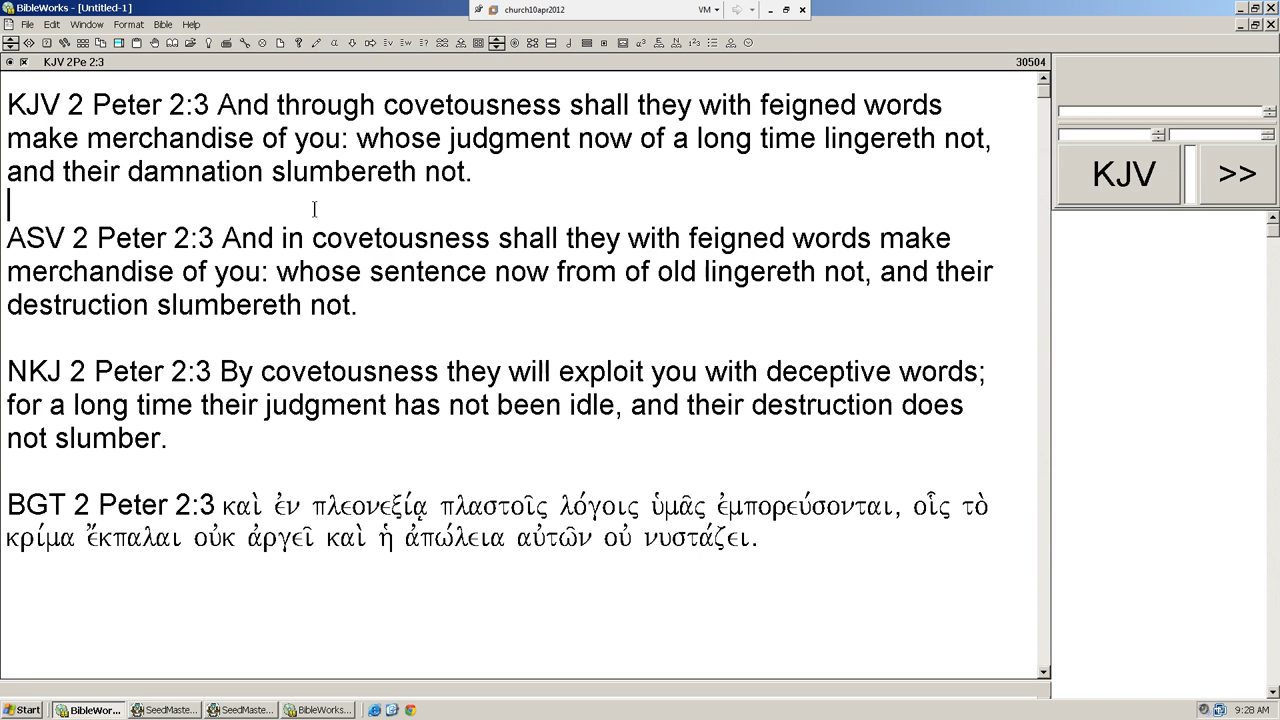 BibleWorks - [Untitled-1]
church10apr2012
VM
File Edit Window Format Bible Help
KJV 2Pe 2:3
30504
KJV 2 Peter 2:3 And through covetousness shall they with feigned words
make merchandise of you: whose judgment now of a long time lingereth not,
and their damnation slumbereth not.
ASV 2 Peter 2:3 And in covetousness shall they with feigned words make
merchandise of you: whose sentence now from of old lingereth not, and their
destruction slumbereth not.
NKJ 2 Peter 2:3 By covetousness they will exploit you with deceptive words;
for a long time their judgment has not been idle, and their destruction does
not slumber.
BGT 2 Peter 2:3 καὶ ἐν πλεονεξίᾳ πλαστοῖς λόγοις ὑμᾶς ἐμπορεύσονται, οἷς τὸ
κρίμα ἔκπαλαι οὐκ ἀργεῖ καὶ ἡ ἀπώλεια αὐτῶν οὐ νυστάζει.
KJV
>>
Start
BibleWor...
SeedMaste...
SeedMaste...
BibleWorks...
9:28 AM